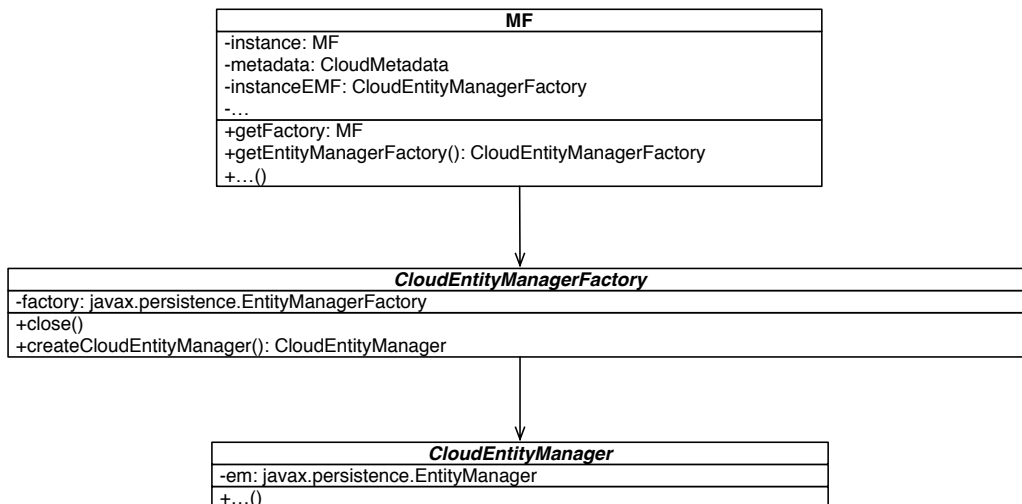 MF
-instance: MF
-metadata: CloudMetadata
-instanceEMF: CloudEntityManagerFactory
-...
+getFactory: MF
+getEntityManagerFactory(): CloudEntityManagerFactory
+...()
CloudEntityManagerFactory
-factory: javax.persistence.EntityManagerFactory
+close()
+createCloudEntityManager(): CloudEntityManager
CloudEntityManager
-em: javax.persistence.EntityManager
+...()